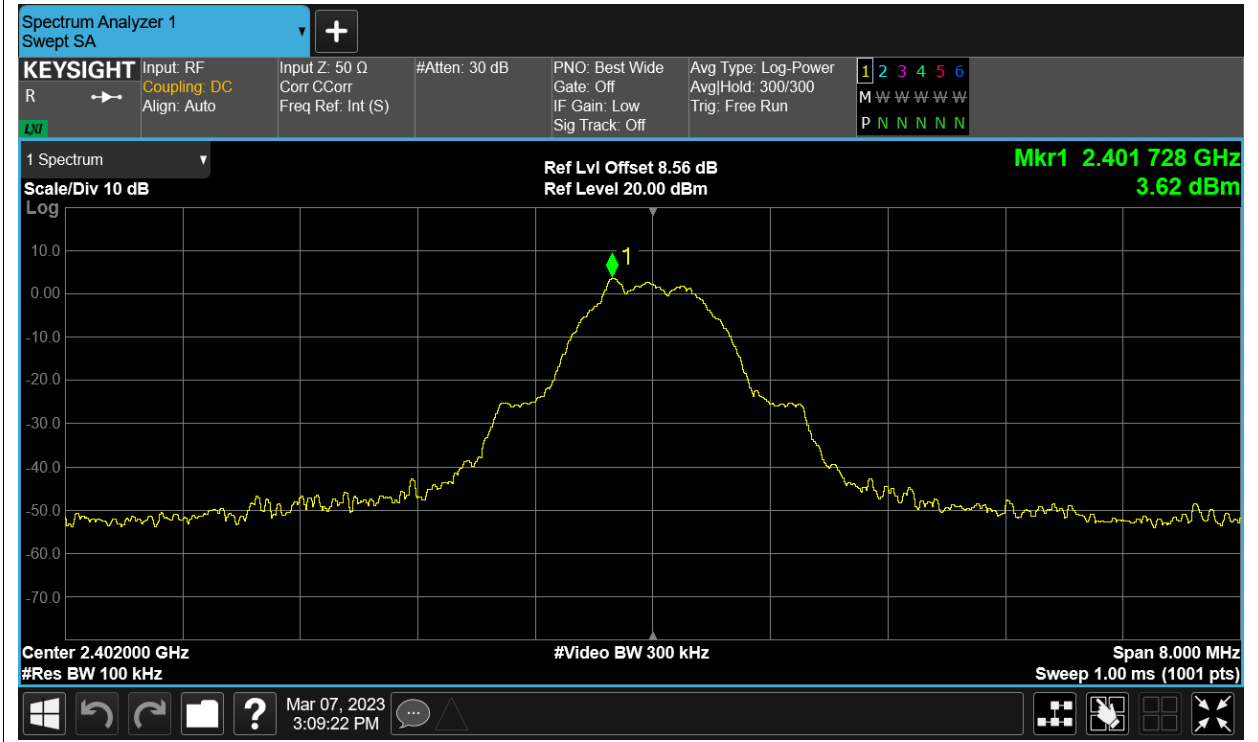 Spectrum Analyzer 1
Swept SA
KEYSIGHT
R
LXI
Input: RF
Coupling: DC
Align: Auto
Input Z: 50 Ω
Corr CCorr
Freq Ref: Int (S)
#Atten: 30 dB
PNO: Best Wide
Gate: Off
IF Gain: Low
Sig Track: Off
Avg Type: Log-Power
Avg|Hold: 300/300
Trig: Free Run
1 2 3 4 5 6
M W W W W W
P N N N N N
1 Spectrum
Scale/Div 10 dB
Log
Ref Lvl Offset 8.56 dB
Ref Level 20.00 dBm
Mkr1 2.401 728 GHz
3.62 dBm
1
10.0
0.00
-10.0
-20.0
-30.0
-40.0
-50.0
-60.0
-70.0
Center 2.402000 GHz
#Res BW 100 kHz
#Video BW 300 kHz
Span 8.000 MHz
Sweep 1.00 ms (1001 pts)
?
Mar 07, 2023
3:09:22 PM